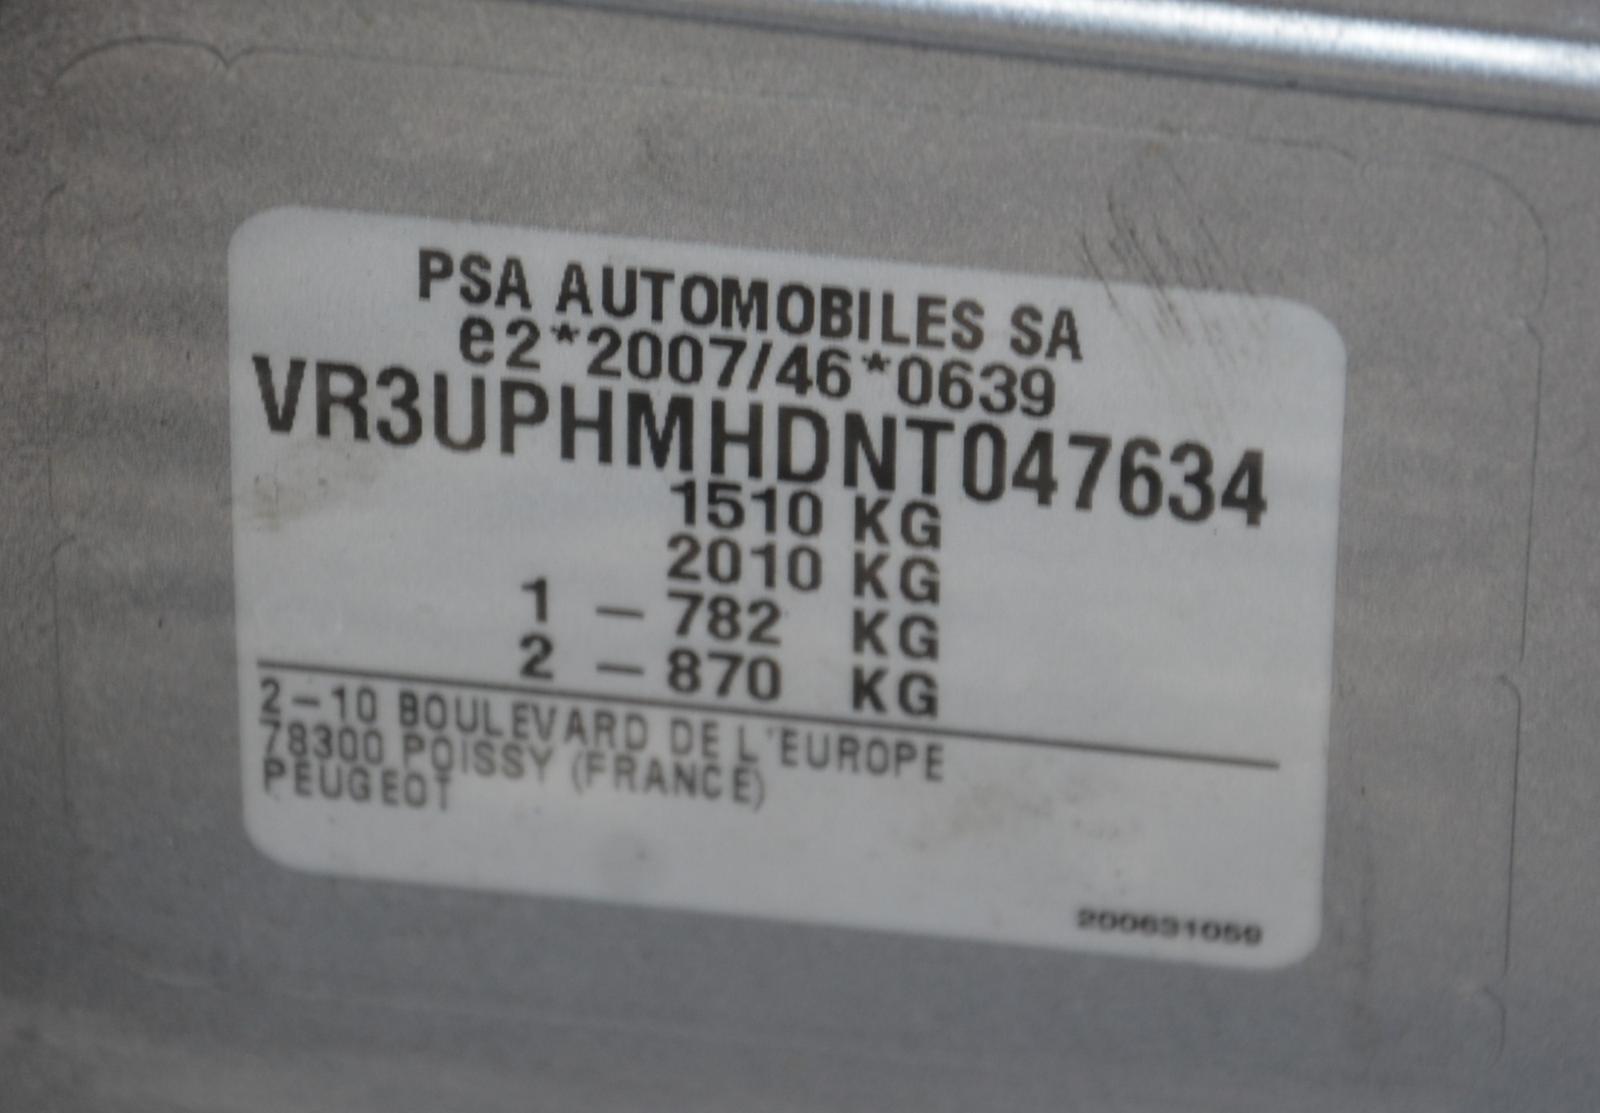 PSA AUTOMOBILES SA
e2*2007/46*0639
VR3UPHMHDNT047634
1510 KG
2010 KG
1 – 782 KG
2 – 870 KG
2–10 BOULEVARD DE L'EUROPE
78300 POISSY (FRANCE)
PEUGEOT
200631059